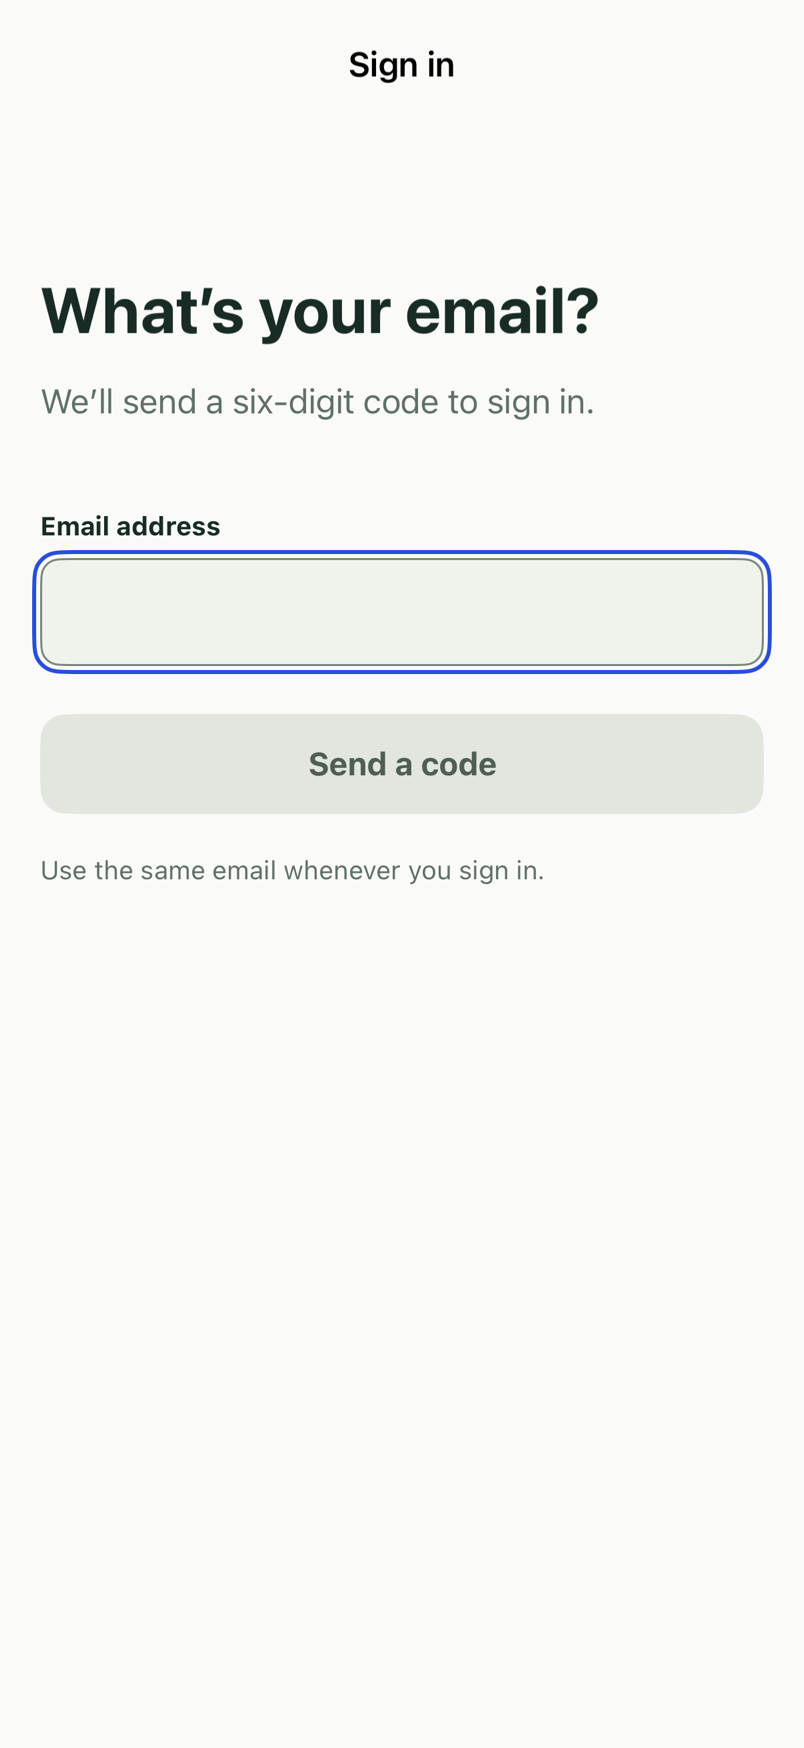 Sign in
What’s your email?
We’ll send a six-digit code to sign in.
Email address
Send a code
Use the same email whenever you sign in.